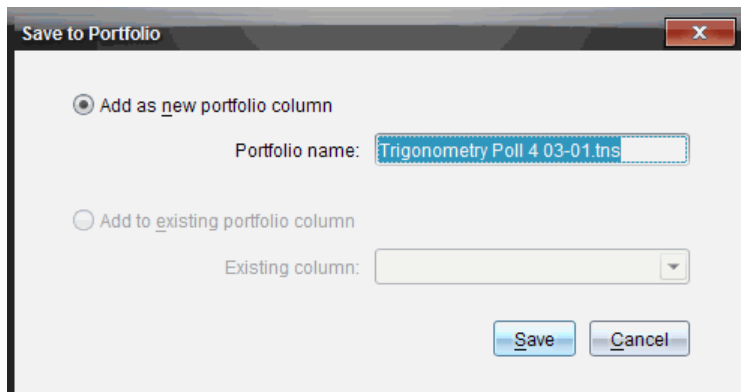 Save to Portfolio
Add as new portfolio column
Portfolio name: Trigonometry Poll 4 03-01.tns
Add to existing portfolio column
Existing column:
Save Cancel